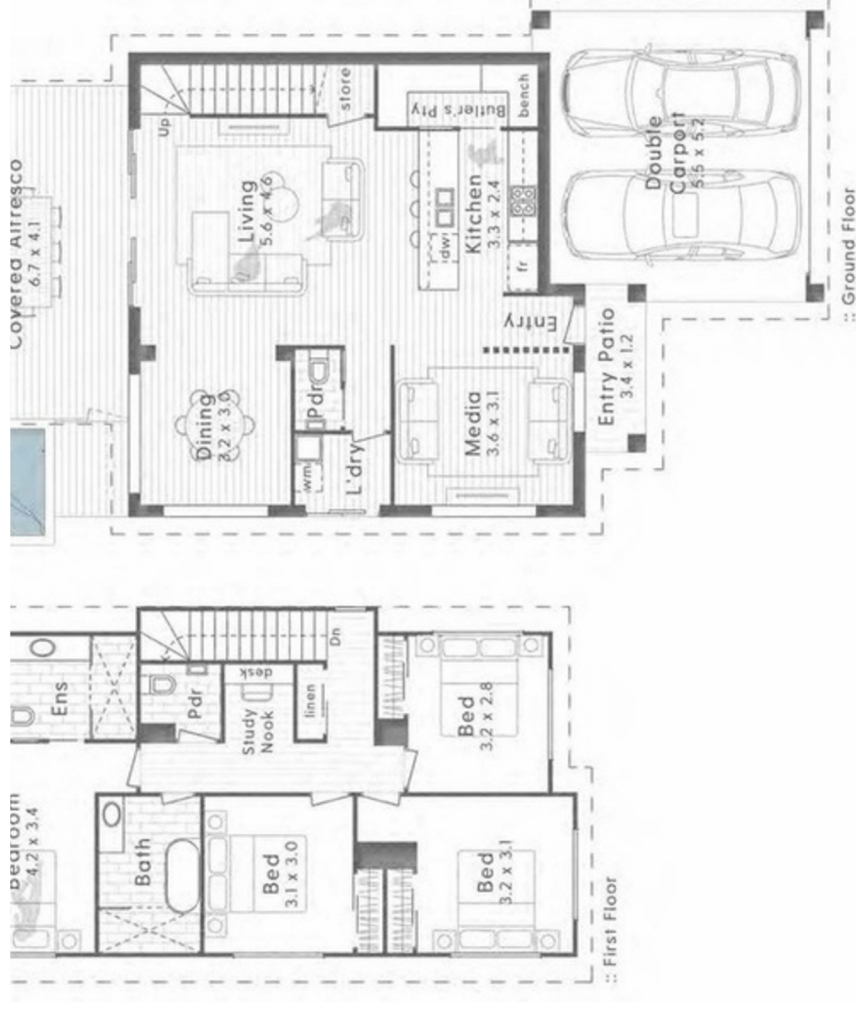 store
bench
Butler's Pty
Up
Double
Carport
5.5 x 5.2
Covered Alfresco
6.7 x 4.1
Living
5.6 x 4.6
Kitchen
3.3 x 2.4
dw
fr
Entry
Entry Patio
3.4 x 1.2
:: Ground Floor
Pdr
Dining
3.2 x 3.0
Media
3.6 x 3.1
wm
L'dry
Dn
Ens
Pdr
desk
linen
Study
Nook
Bed
3.2 x 2.8
Bedroom
4.2 x 3.4
Bath
Bed
3.1 x 3.0
Bed
3.2 x 3.1
:: First Floor